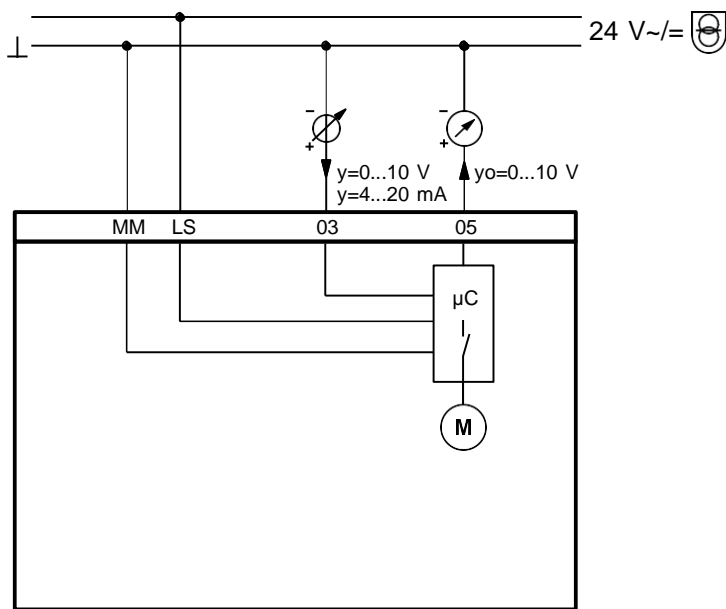 24 V~/=
⊥
-
+
-
+
y=0...10 V
y=4...20 mA
yo=0...10 V
MM LS 03 05
µC
M